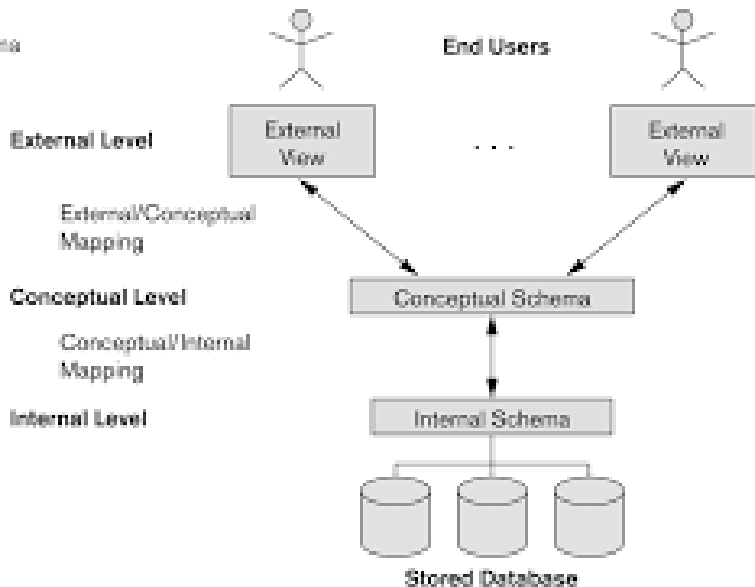 End Users
External Level
External
View
. . .
External
View
External/Conceptual
Mapping
Conceptual Level
Conceptual Schema
Conceptual/Internal
Mapping
Internal Level
Internal Schema
Stored Database